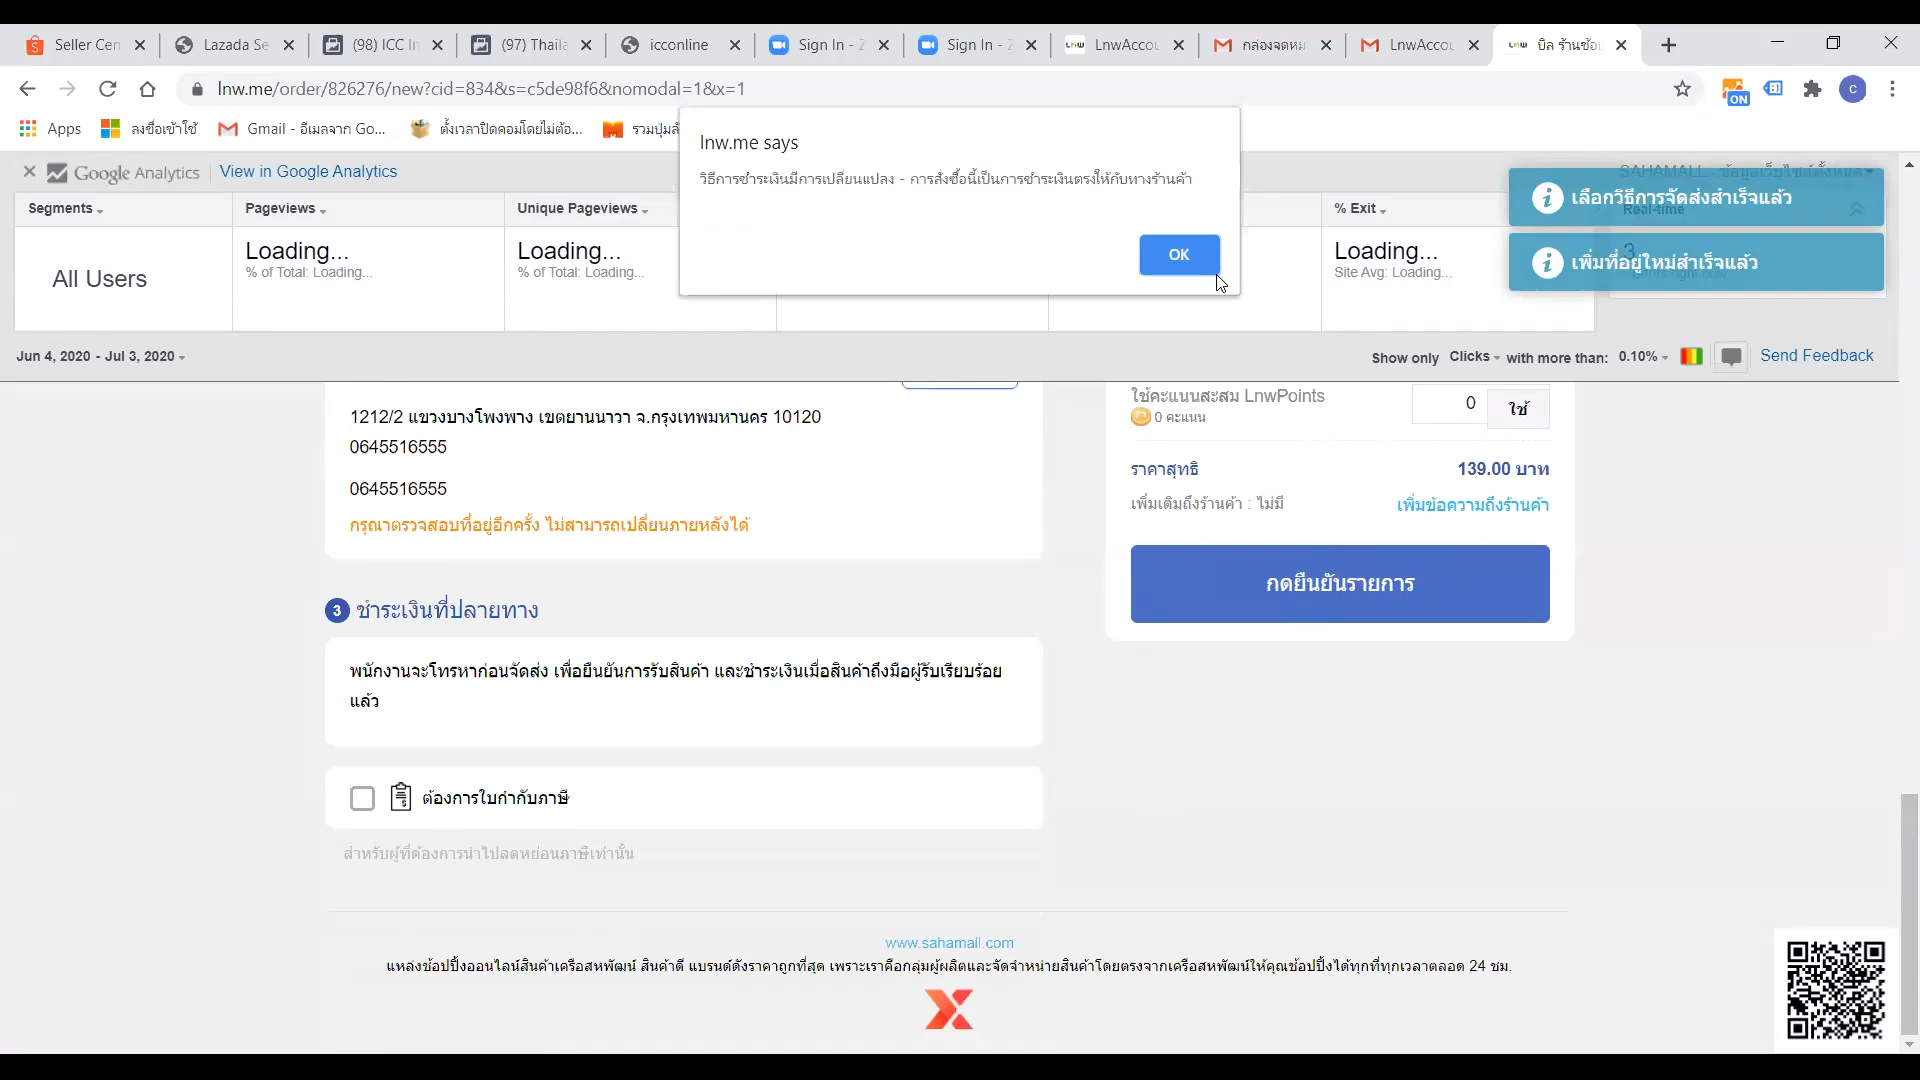 Seller Cen
Lazada Se
(98) ICC In
(97) Thaila
icconline
Sign In - Z
Sign In - Z
LnwAccou
กล่องจดหม
LnwAccou
บิล ร้านช้อ
lnw.me/order/826276/new?cid=834&s=c5de98f6&nomodal=1&x=1
ON
C
Apps
ลงชื่อเข้าใช้
Gmail - อีเมลจาก Go...
ตั้งเวลาปิดคอมโดยไม่ต้อ...
รวมปุ่มลั
lnw.me says
วิธีการชำระเงินมีการเปลี่ยนแปลง - การสั่งซื้อนี้เป็นการชำระเงินตรงให้กับทางร้านค้า
OK
Google Analytics
View in Google Analytics
SAHAMALL - ข้อมูลเว็บไซต์ทั้งหมด
เลือกวิธีการจัดส่งสำเร็จแล้ว
เพิ่มที่อยู่ใหม่สำเร็จแล้ว
Segments
Pageviews
Unique Pageviews
% Exit
Real-time
3
All Users
Loading...
% of Total: Loading...
Loading...
% of Total: Loading...
Loading...
Site Avg: Loading...
Jun 4, 2020 - Jul 3, 2020
Show only Clicks with more than: 0.10%
Send Feedback
1212/2 แขวงบางโพงพาง เขตยานนาวา จ.กรุงเทพมหานคร 10120
0645516555
0645516555
กรุณาตรวจสอบที่อยู่อีกครั้ง ไม่สามารถเปลี่ยนภายหลังได้
ใช้คะแนนสะสม LnwPoints
0 คะแนน
0
ใช้
ราคาสุทธิ
139.00 บาท
เพิ่มเติมถึงร้านค้า : ไม่มี
เพิ่มข้อความถึงร้านค้า
กดยืนยันรายการ
3 ชำระเงินที่ปลายทาง
พนักงานจะโทรหาก่อนจัดส่ง เพื่อยืนยันการรับสินค้า และชำระเงินเมื่อสินค้าถึงมือผู้รับเรียบร้อย
แล้ว
ต้องการใบกำกับภาษี
สำหรับผู้ที่ต้องการนำไปลดหย่อนภาษีเท่านั้น
www.sahamall.com
แหล่งช้อปปิ้งออนไลน์สินค้าเครือสหพัฒน์ สินค้าดี แบรนด์ดังราคาถูกที่สุด เพราะเราคือกลุ่มผู้ผลิตและจัดจำหน่ายสินค้าโดยตรงจากเครือสหพัฒน์ให้คุณช้อปปิ้งได้ทุกที่ทุกเวลาตลอด 24 ชม.